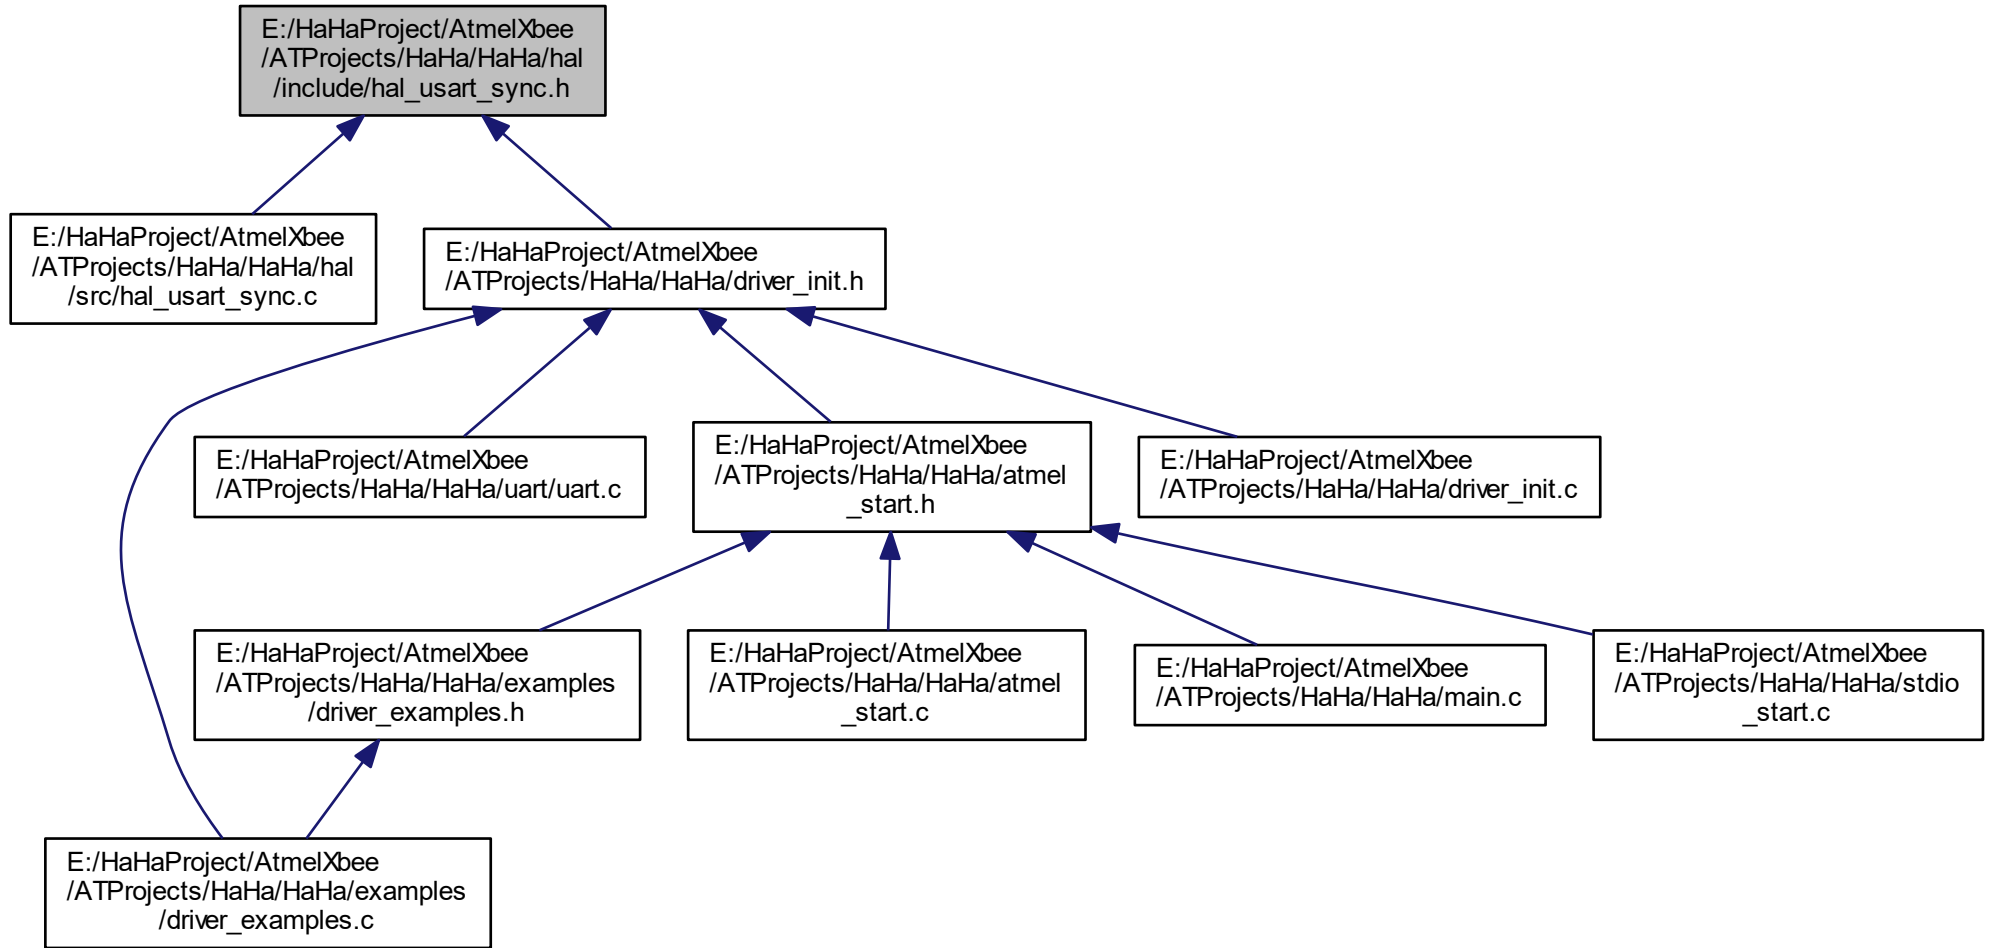 E:/HaHaProject/AtmelXbee
/ATProjects/HaHa/HaHa/hal
/include/hal_usart_sync.h
E:/HaHaProject/AtmelXbee
/ATProjects/HaHa/HaHa/hal
/src/hal_usart_sync.c
E:/HaHaProject/AtmelXbee
/ATProjects/HaHa/HaHa/driver_init.h
E:/HaHaProject/AtmelXbee
/ATProjects/HaHa/HaHa/uart/uart.c
E:/HaHaProject/AtmelXbee
/ATProjects/HaHa/HaHa/atmel
_start.h
E:/HaHaProject/AtmelXbee
/ATProjects/HaHa/HaHa/driver_init.c
E:/HaHaProject/AtmelXbee
/ATProjects/HaHa/HaHa/examples
/driver_examples.h
E:/HaHaProject/AtmelXbee
/ATProjects/HaHa/HaHa/atmel
_start.c
E:/HaHaProject/AtmelXbee
/ATProjects/HaHa/HaHa/main.c
E:/HaHaProject/AtmelXbee
/ATProjects/HaHa/HaHa/stdio
_start.c
E:/HaHaProject/AtmelXbee
/ATProjects/HaHa/HaHa/examples
/driver_examples.c